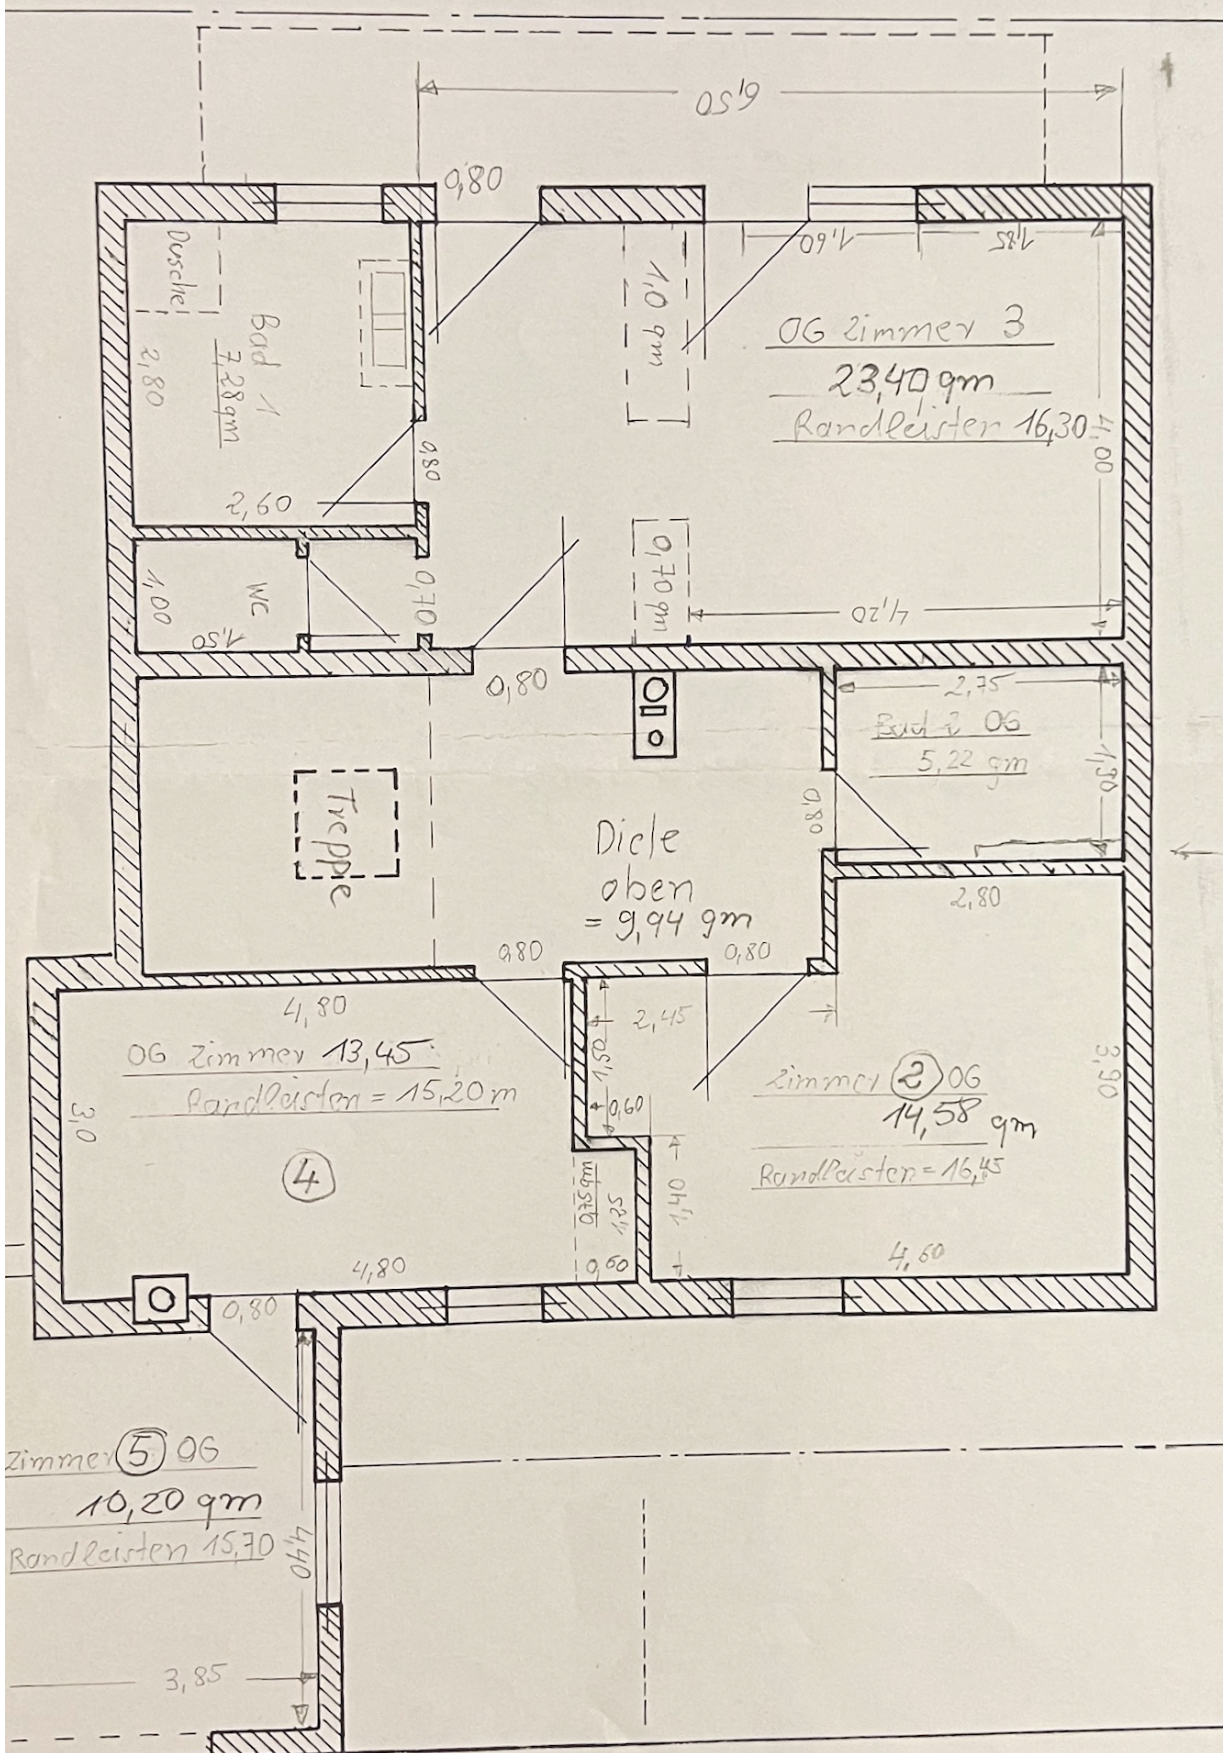 6,50
0,80
1,60
1,85
Dusche
Bad 1
7,28 qm
2,80
2,60
0,80
1,0 qm
OG Zimmer 3
23,40 qm
Randleisten 16,30
4,00
0,70 qm
4,20
WC
1,00
1,50
0,70
0,80
2,75
Bad 2 OG
5,22 qm
1,90
0,80
Treppe
Diele
oben
= 9,94 qm
0,80
0,80
2,80
4,80
OG Zimmer 13,45
Randleisten = 15,20 m
3,0
4
4,80
2,45
1,50
0,60
Zimmer 2 OG
14,58 qm
Randleisten = 16,45
3,90
0,75 qm
1,25
0,60
1,40
4,60
0,80
Zimmer 5 OG
10,20 qm
Randleisten 15,70
4,40
3,85